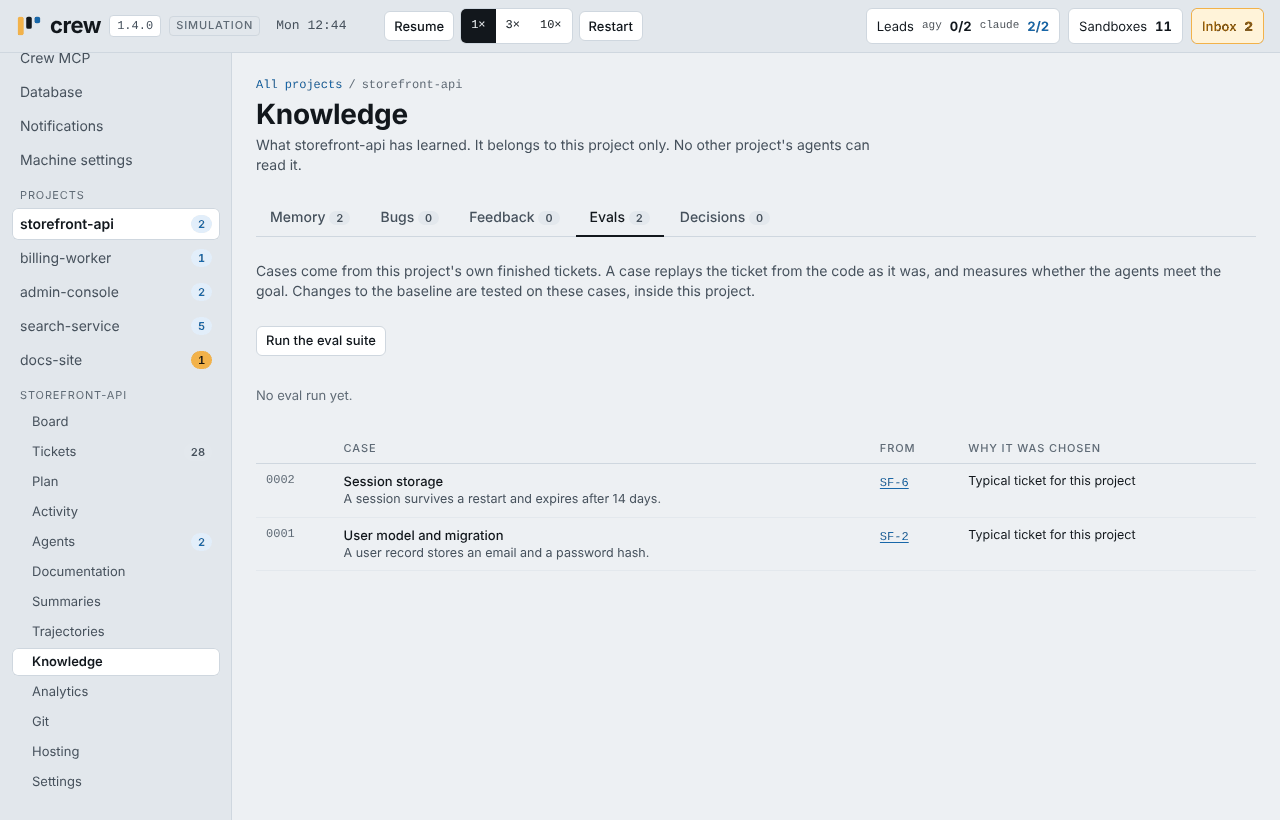 crew 1.4.0 SIMULATION Mon 12:44 Resume 1× 3× 10× Restart Leads agy 0/2 claude 2/2 Sandboxes 11 Inbox 2
Crew MCP
Database
Notifications
Machine settings
PROJECTS
storefront-api 2
billing-worker 1
admin-console 2
search-service 5
docs-site 1
STOREFRONT-API
Board
Tickets 28
Plan
Activity
Agents 2
Documentation
Summaries
Trajectories
Knowledge
Analytics
Git
Hosting
Settings
All projects / storefront-api
Knowledge
What storefront-api has learned. It belongs to this project only. No other project's agents can
read it.
Memory 2 Bugs 0 Feedback 0 Evals 2 Decisions 0
Cases come from this project's own finished tickets. A case replays the ticket from the code as it was, and measures whether the agents meet the
goal. Changes to the baseline are tested on these cases, inside this project.
Run the eval suite
No eval run yet.
CASE FROM WHY IT WAS CHOSEN
0002 Session storage SF-6 Typical ticket for this project
A session survives a restart and expires after 14 days.
0001 User model and migration SF-2 Typical ticket for this project
A user record stores an email and a password hash.